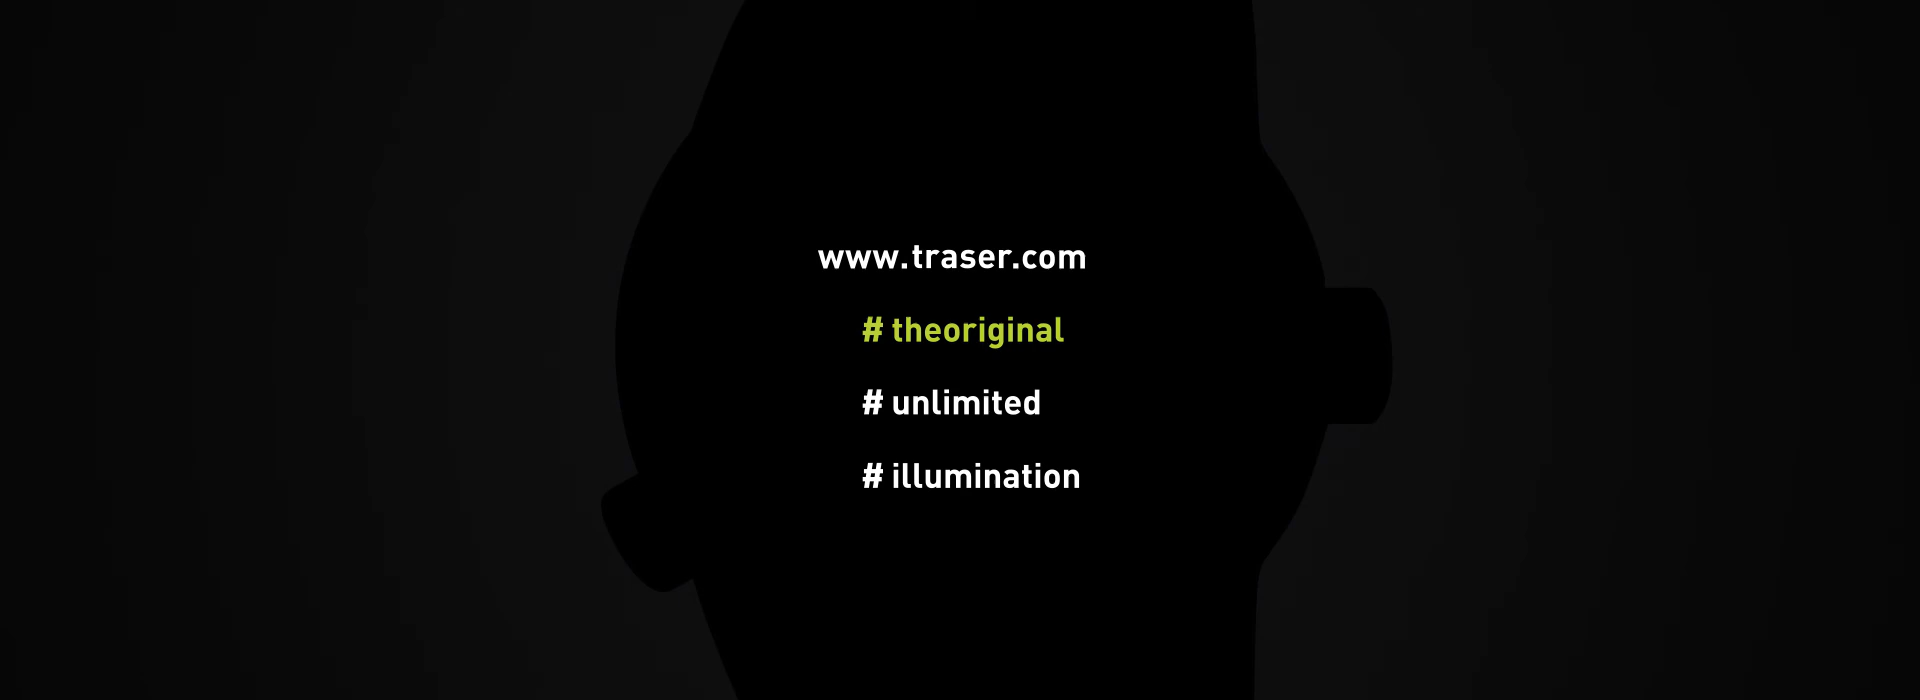 www.traser.com
# theoriginal
# unlimited
# illumination